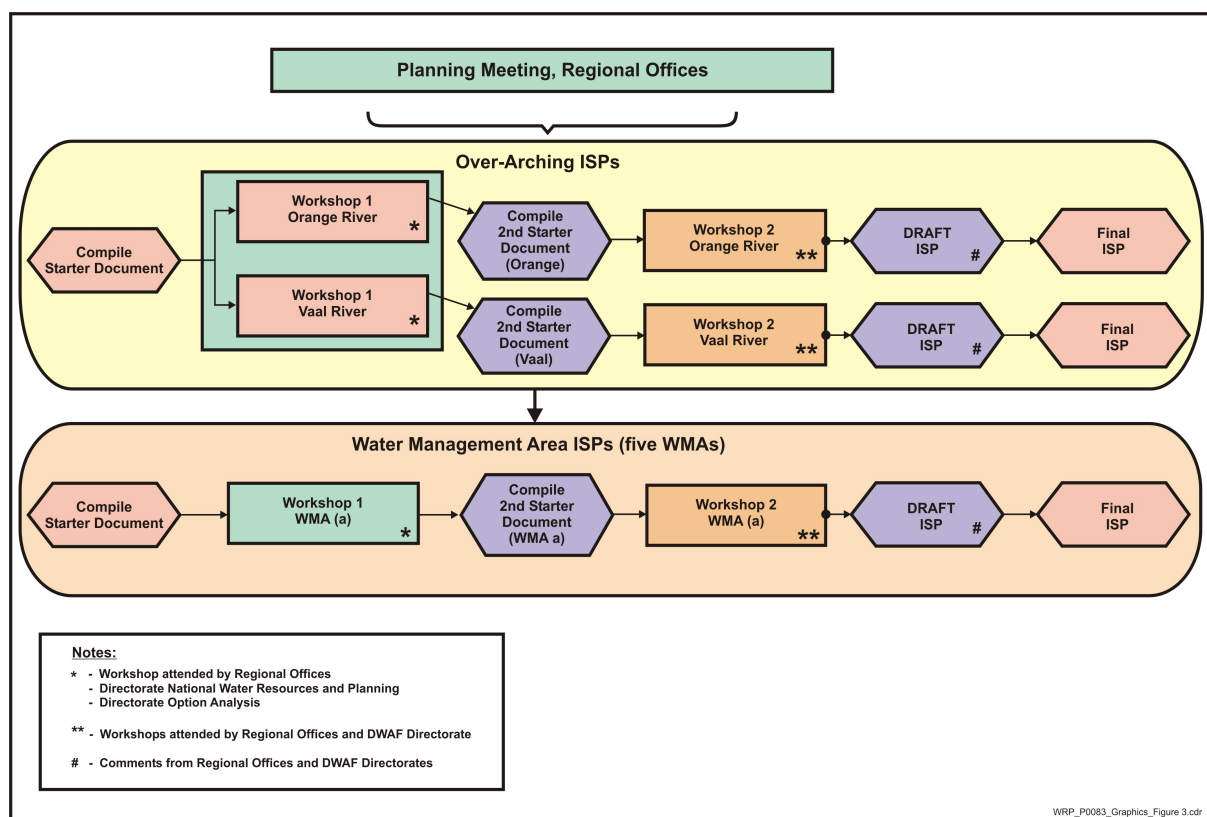 Planning Meeting, Regional Offices
Over-Arching ISPs
Compile
Starter Document
Workshop 1
Orange River
*
Compile
2nd Starter
Document
(Orange)
Workshop 2
Orange River
**
DRAFT
ISP
#
Final
ISP
Workshop 1
Vaal River
*
Compile
2nd Starter
Document
(Vaal)
Workshop 2
Vaal River
**
DRAFT
ISP
#
Final
ISP
Water Management Area ISPs (five WMAs)
Compile
Starter Document
Workshop 1
WMA (a)
*
Compile
2nd Starter
Document
(WMA a)
Workshop 2
WMA (a)
**
DRAFT
ISP
#
Final
ISP
Notes:
* - Workshop attended by Regional Offices
- Directorate National Water Resources and Planning
- Directorate Option Analysis
** - Workshops attended by Regional Offices and DWAF Directorate
# - Comments from Regional Offices and DWAF Directorates
WRP_P0083_Graphics_Figure 3.cdr